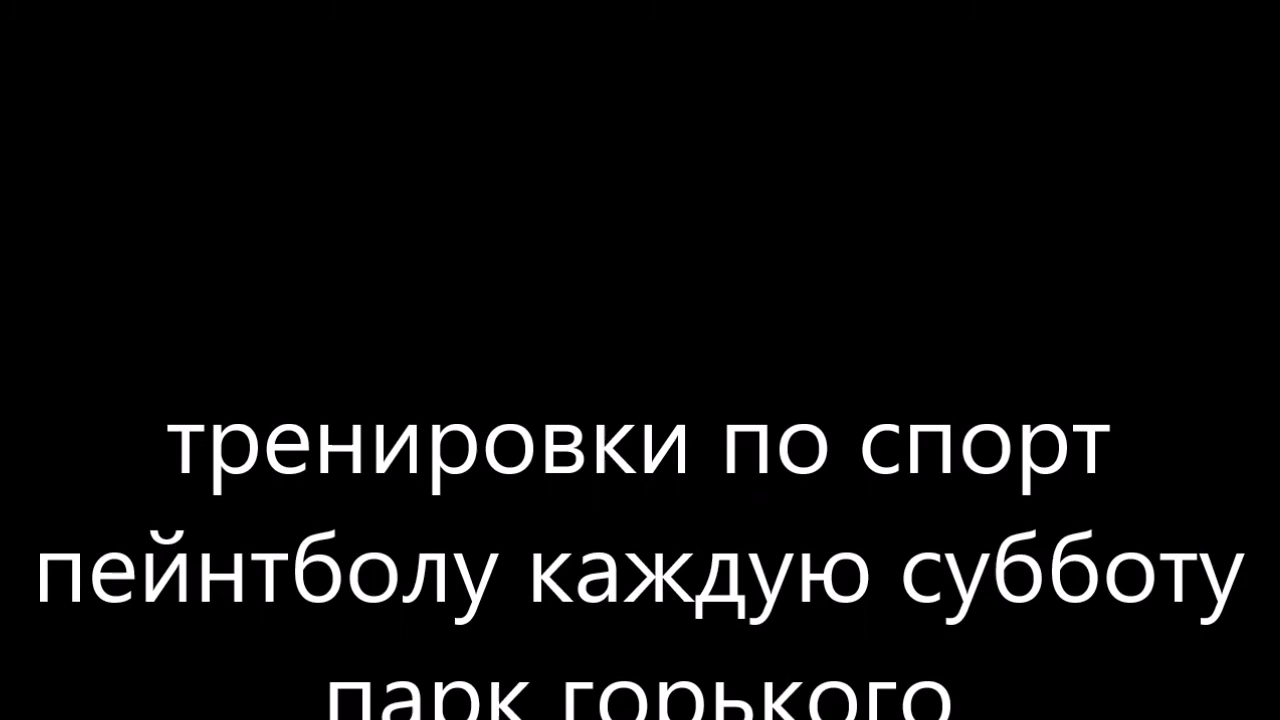 тренировки по спорт
пейнтболу каждую субботу
парк горького